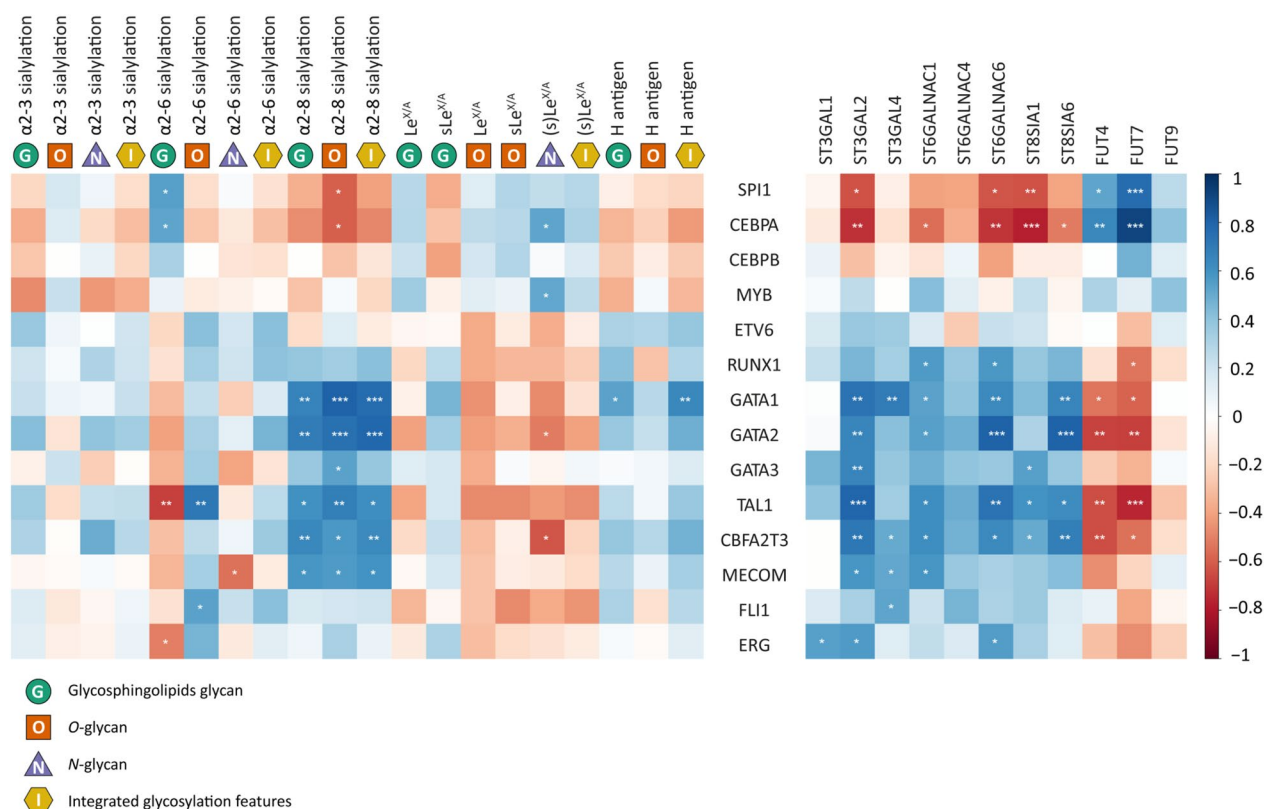 α2-3 sialylation
α2-3 sialylation
α2-3 sialylation
α2-3 sialylation
α2-6 sialylation
α2-6 sialylation
α2-6 sialylation
α2-6 sialylation
α2-8 sialylation
α2-8 sialylation
α2-8 sialylation
Le^X/A
sLe^X/A
Le^X/A
sLe^X/A
(s)Le^X/A
(s)Le^X/A
H antigen
H antigen
H antigen
G O N I G O N I G O I G G O O N I G O I
ST3GAL1
ST3GAL2
ST3GAL4
ST6GALNAC1
ST6GALNAC4
ST6GALNAC6
ST8SIA1
ST8SIA6
FUT4
FUT7
FUT9
* * SPI1 * * ** * ***
* * * CEBPA ** * ** *** * ** ***
CEBPB
* MYB
ETV6
RUNX1 * * *
** *** *** * ** GATA1 ** ** * ** ** * *
** *** *** * GATA2 ** * *** *** ** **
* GATA3 ** *
** ** * ** * TAL1 *** * ** * * ** ***
** * ** * CBFA2T3 ** * * * * ** ** *
* * * * MECOM * * *
* FLI1 *
* ERG * * *
1
0.8
0.6
0.4
0.2
0
−0.2
−0.4
−0.6
−0.8
−1
G Glycosphingolipids glycan
O O-glycan
N N-glycan
I Integrated glycosylation features